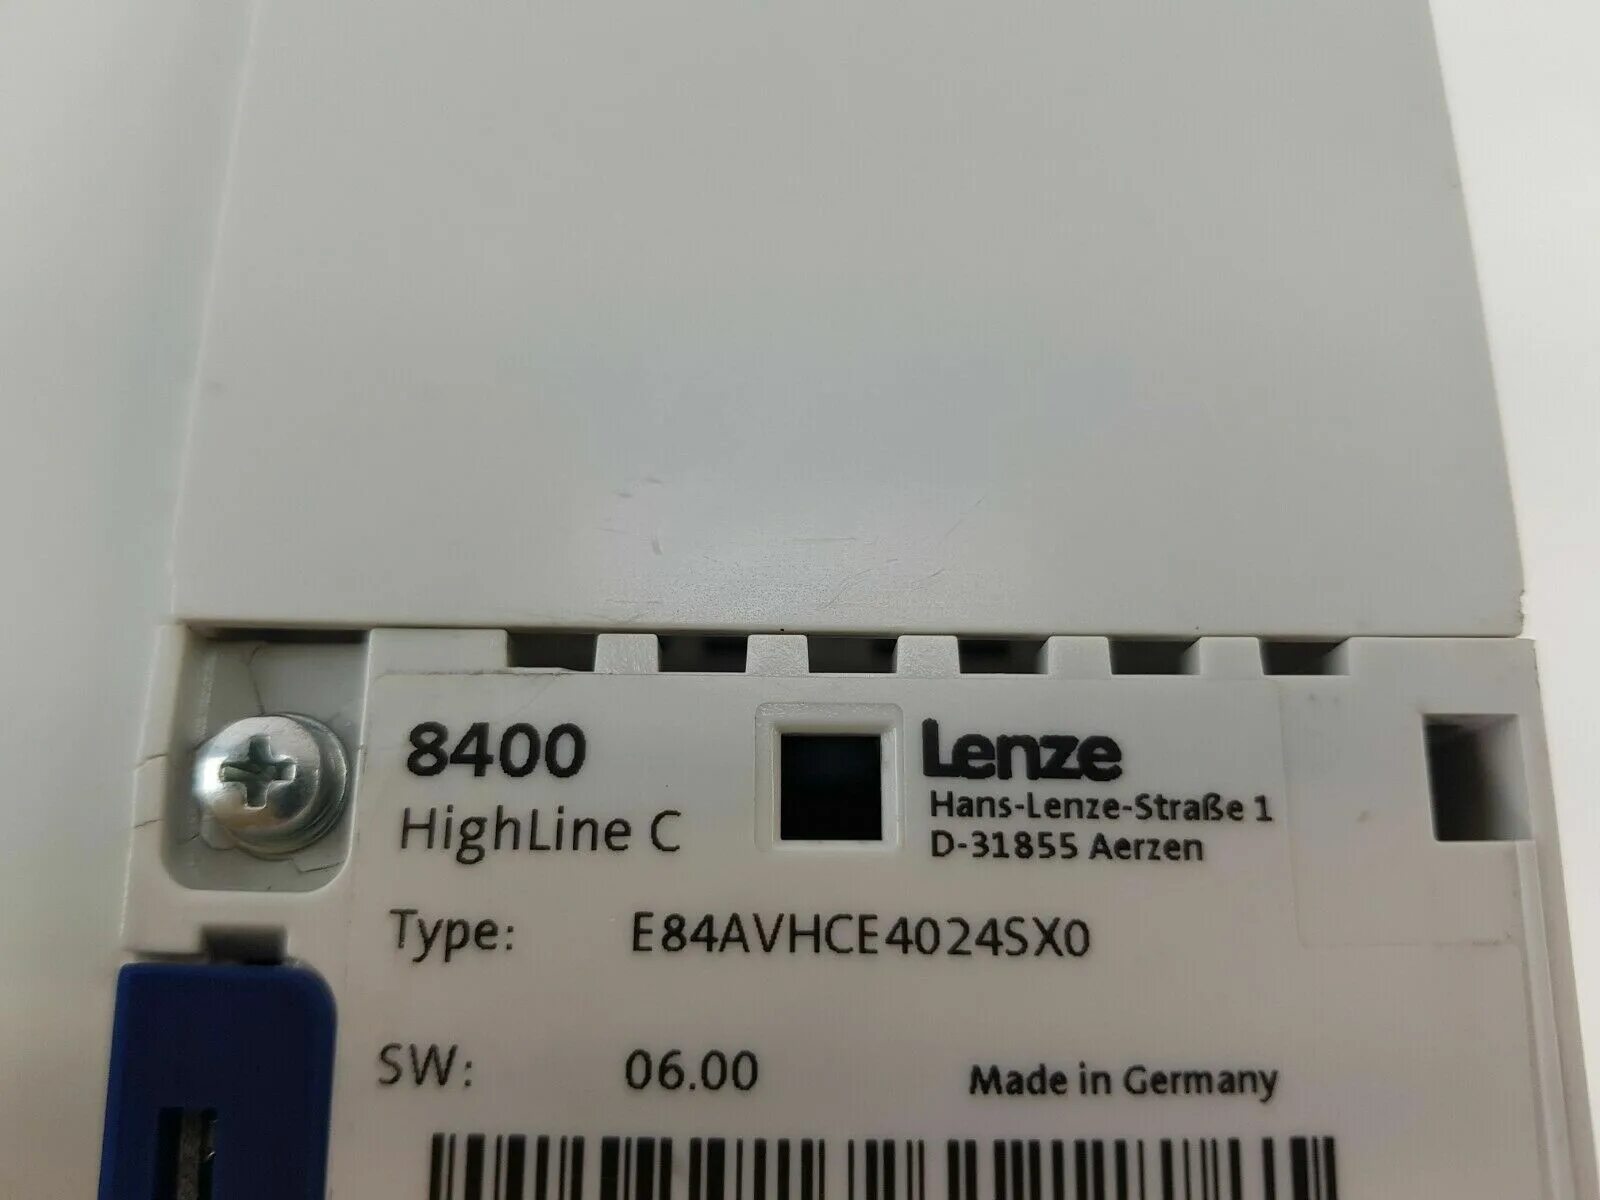 8400
HighLine C
Lenze
Hans-Lenze-Straße 1
D-31855 Aerzen
Type: E84AVHCE4024SX0
SW: 06.00
Made in Germany